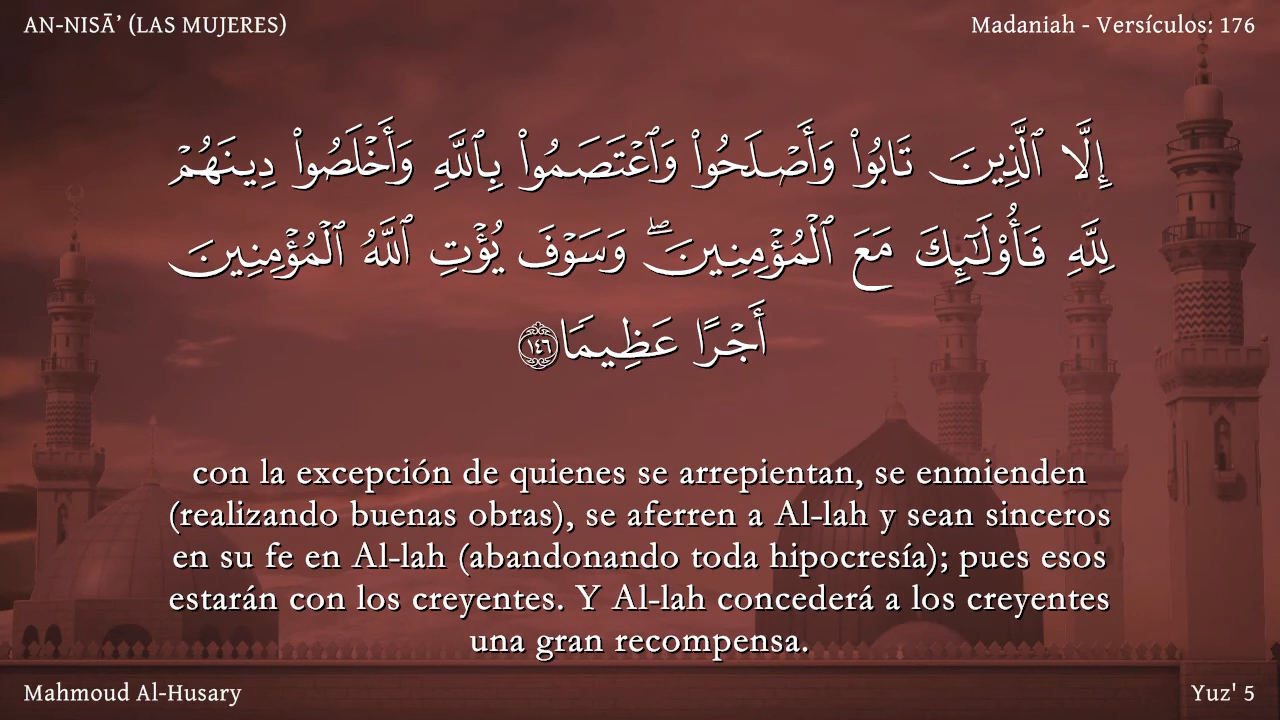 AN-NISĀ’ (LAS MUJERES)
Madaniah - Versículos: 176
إِلَّا ٱلَّذِينَ تَابُوا۟ وَأَصْلَحُوا۟ وَٱعْتَصَمُوا۟ بِٱللَّهِ وَأَخْلَصُوا۟ دِينَهُمْ
لِلَّهِ فَأُو۟لَـٰٓئِكَ مَعَ ٱلْمُؤْمِنِينَ ۖ وَسَوْفَ يُؤْتِ ٱللَّهُ ٱلْمُؤْمِنِينَ
أَجْرًا عَظِيمًا ١٤٦
con la excepción de quienes se arrepientan, se enmienden
(realizando buenas obras), se aferren a Al-lah y sean sinceros
en su fe en Al-lah (abandonando toda hipocresía); pues esos
estarán con los creyentes. Y Al-lah concederá a los creyentes
una gran recompensa.
Mahmoud Al-Husary
Yuz' 5